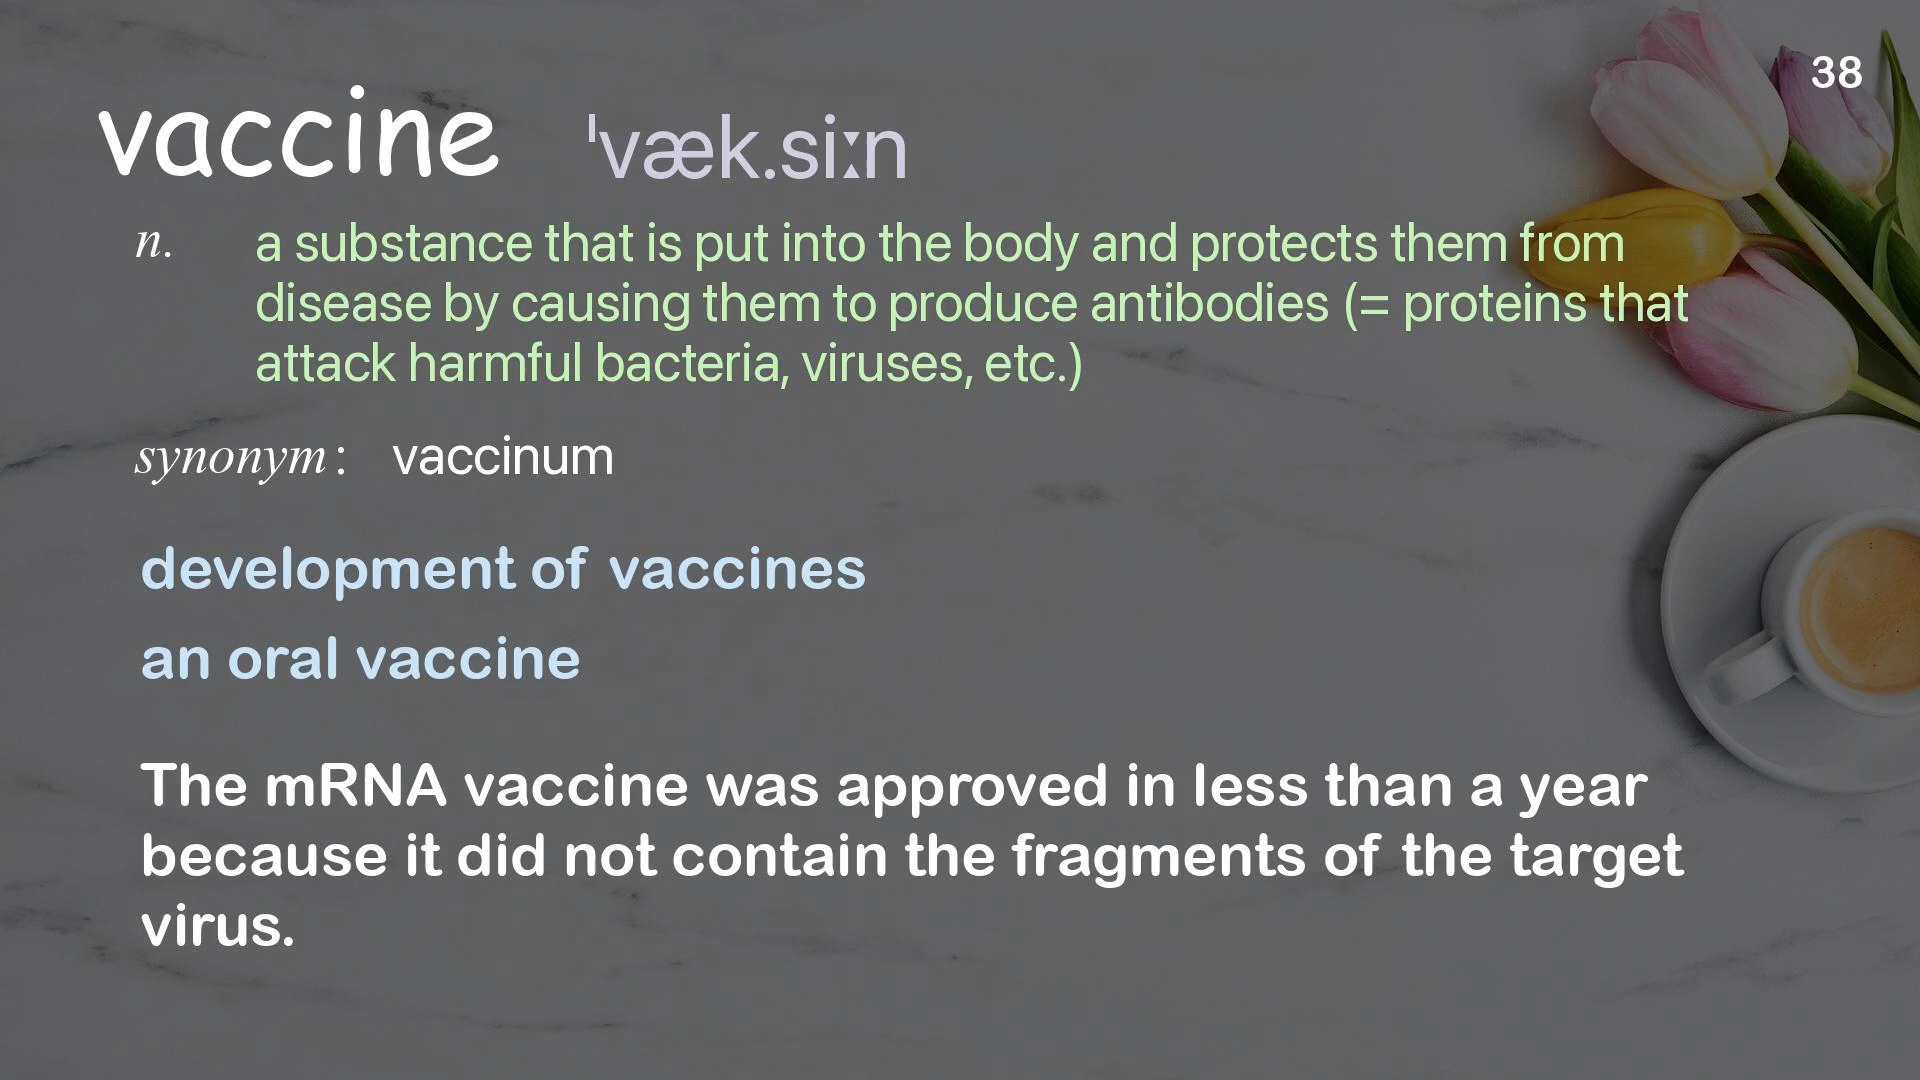 38
vaccine ˈvæk.siːn
n. a substance that is put into the body and protects them from
disease by causing them to produce antibodies (= proteins that
attack harmful bacteria, viruses, etc.)
synonym: vaccinum
development of vaccines
an oral vaccine
The mRNA vaccine was approved in less than a year
because it did not contain the fragments of the target
virus.